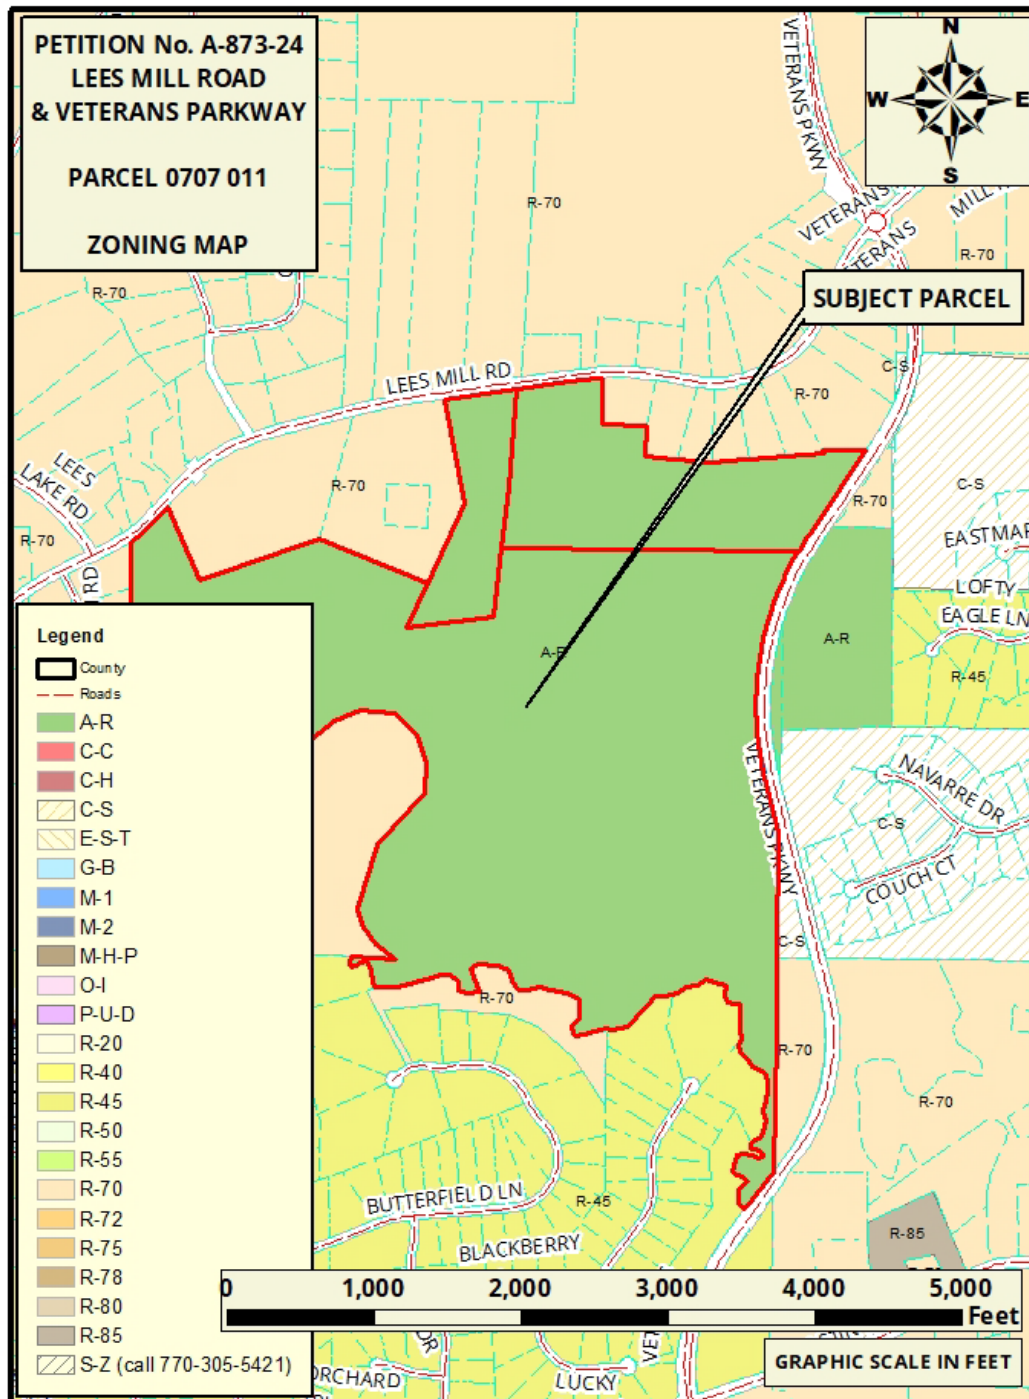 PETITION No. A-873-24
LEES MILL ROAD
& VETERANS PARKWAY
PARCEL 0707 011
ZONING MAP
N
W
E
S
VETERANS PKWY
VETERANS
MILL
R-70
R-70
R-70
SUBJECT PARCEL
C-S
LEES MILL RD
R-70
LEES
LAKE RD
R-70
R-70
C-S
R-70
EASTMAR
RD
LOFTY
EAGLE LN
A-R
A-R
R-45
VETERANS PKWY
NAVARRE DR
C-S
COUCH CT
C-S
R-70
R-70
R-70
BUTTERFIELD LN
R-45
BLACKBERRY
R-85
Legend
County
Roads
A-R
C-C
C-H
C-S
E-S-T
G-B
M-1
M-2
M-H-P
O-I
P-U-D
R-20
R-40
R-45
R-50
R-55
R-70
R-72
R-75
R-78
R-80
R-85
S-Z (call 770-305-5421)
0 1,000 2,000 3,000 4,000 5,000
Feet
GRAPHIC SCALE IN FEET
DR
ORCHARD
LUCKY
VET